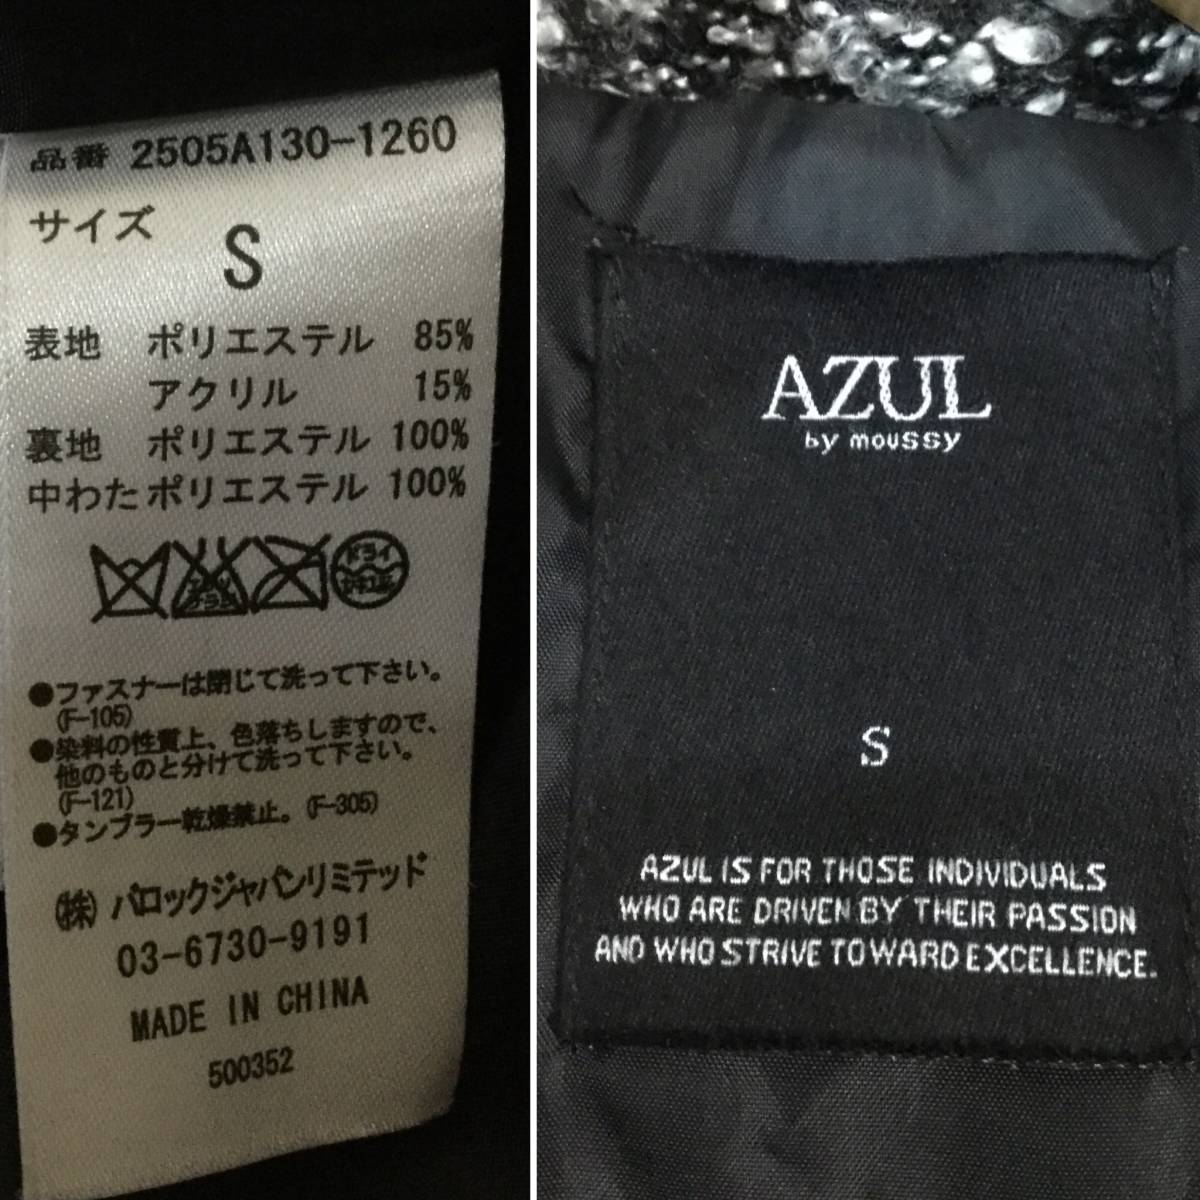 品番 2505A130-1260
サイズ
S
表地 ポリエステル 85%
アクリル 15%
裏地 ポリエステル 100%
中わた ポリエステル 100%
ドライ
●ファスナーは閉じて洗って下さい。
(F-105)
●染料の性質上、色落ちしますので、
他のものと分けて洗って下さい。
(F-121)
●タンブラー乾燥禁止。(F-305)
(株) バロックジャパンリミテッド
03-6730-9191
MADE IN CHINA
500352
AZUL
by moussy
S
AZUL IS FOR THOSE INDIVIDUALS
WHO ARE DRIVEN BY THEIR PASSION
AND WHO STRIVE TOWARD EXCELLENCE.